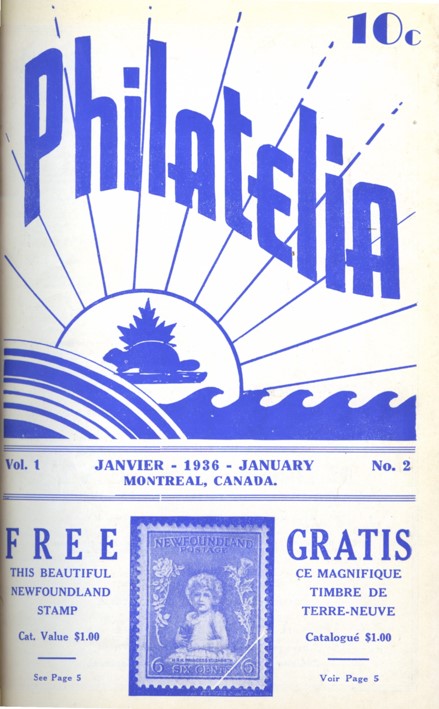 10c
Philatelia
Vol. 1
JANVIER - 1936 - JANUARY
No. 2
MONTREAL, CANADA.
FREE
THIS BEAUTIFUL
NEWFOUNDLAND
STAMP
Cat. Value $1.00
See Page 5
NEWFOUNDLAND
POSTAGE
6 SIX CENTS 6
GRATIS
CE MAGNIFIQUE
TIMBRE DE
TERRE-NEUVE
Catalogué $1.00
Voir Page 5